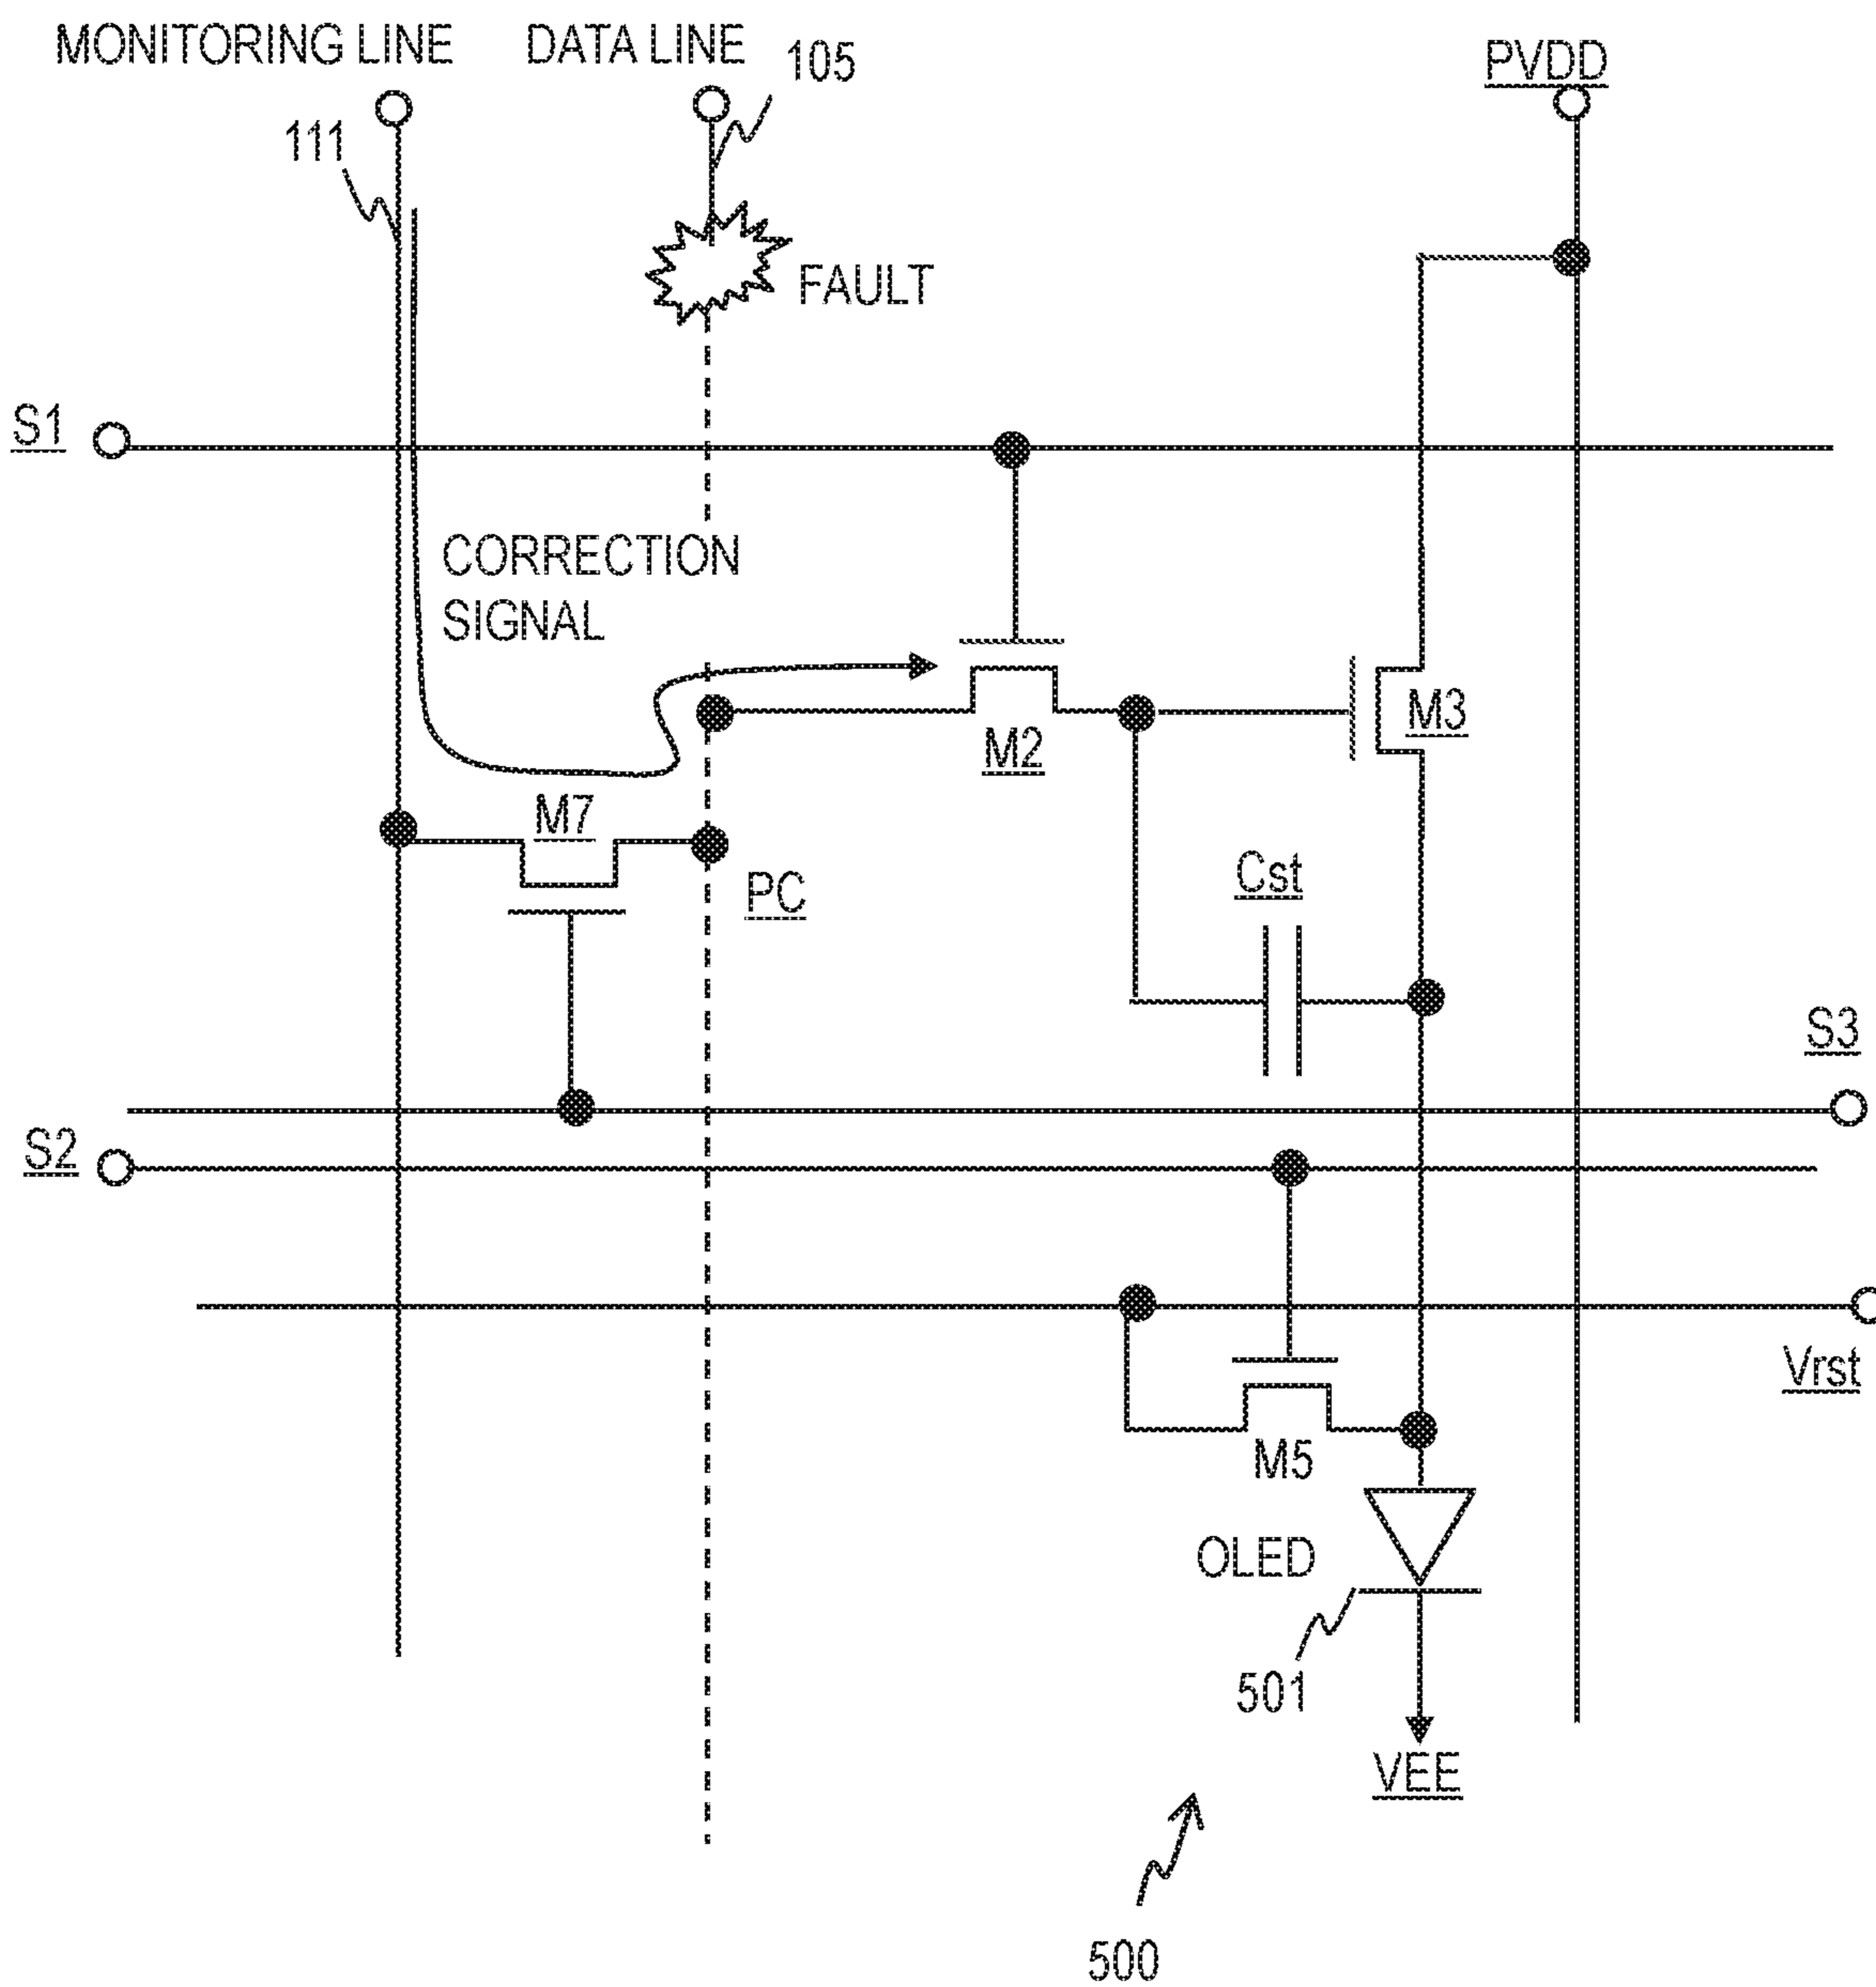 MONITORING LINE
DATA LINE
105
PVDD
111
FAULT
S1
CORRECTION
SIGNAL
M2
M3
M7
PC
Cst
S3
S2
Vrst
M5
OLED
501
VEE
500